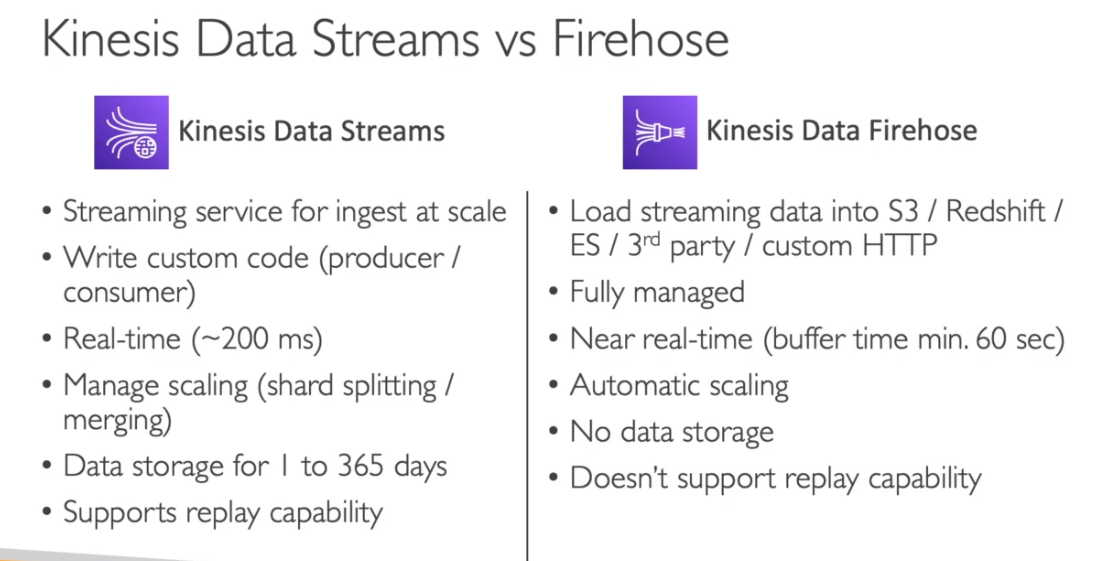 Kinesis Data Streams vs Firehose
Kinesis Data Streams
• Streaming service for ingest at scale
• Write custom code (producer /
consumer)
• Real-time (~200 ms)
• Manage scaling (shard splitting /
merging)
• Data storage for 1 to 365 days
• Supports replay capability
Kinesis Data Firehose
• Load streaming data into S3 / Redshift /
ES / 3rd party / custom HTTP
• Fully managed
• Near real-time (buffer time min. 60 sec)
• Automatic scaling
• No data storage
• Doesn't support replay capability